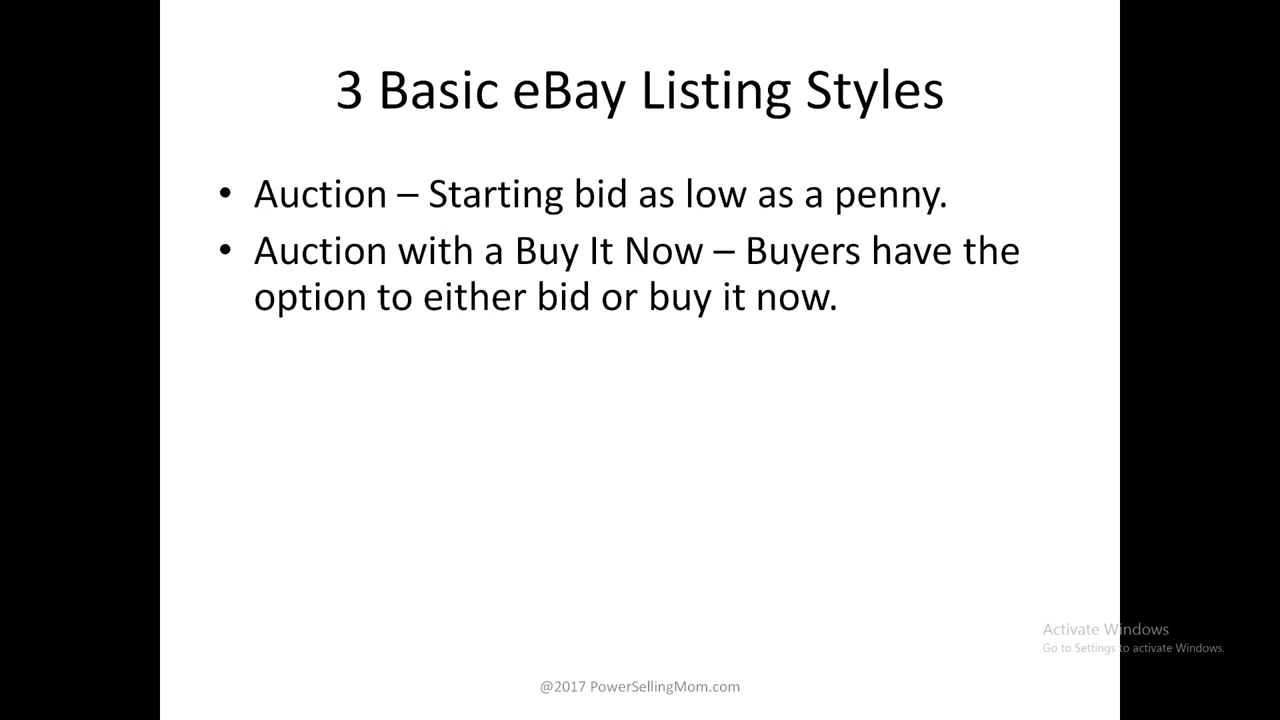 3 Basic eBay Listing Styles
• Auction – Starting bid as low as a penny.
• Auction with a Buy It Now – Buyers have the
option to either bid or buy it now.
Activate Windows
Go to Settings to activate Windows.
@2017 PowerSellingMom.com